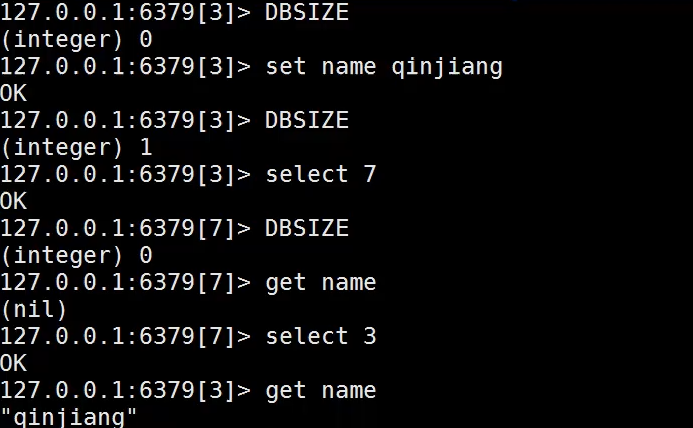 127.0.0.1:6379[3]> DBSIZE
(integer) 0
127.0.0.1:6379[3]> set name qinjiang
OK
127.0.0.1:6379[3]> DBSIZE
(integer) 1
127.0.0.1:6379[3]> select 7
OK
127.0.0.1:6379[7]> DBSIZE
(integer) 0
127.0.0.1:6379[7]> get name
(nil)
127.0.0.1:6379[7]> select 3
OK
127.0.0.1:6379[3]> get name
"qinjiang"